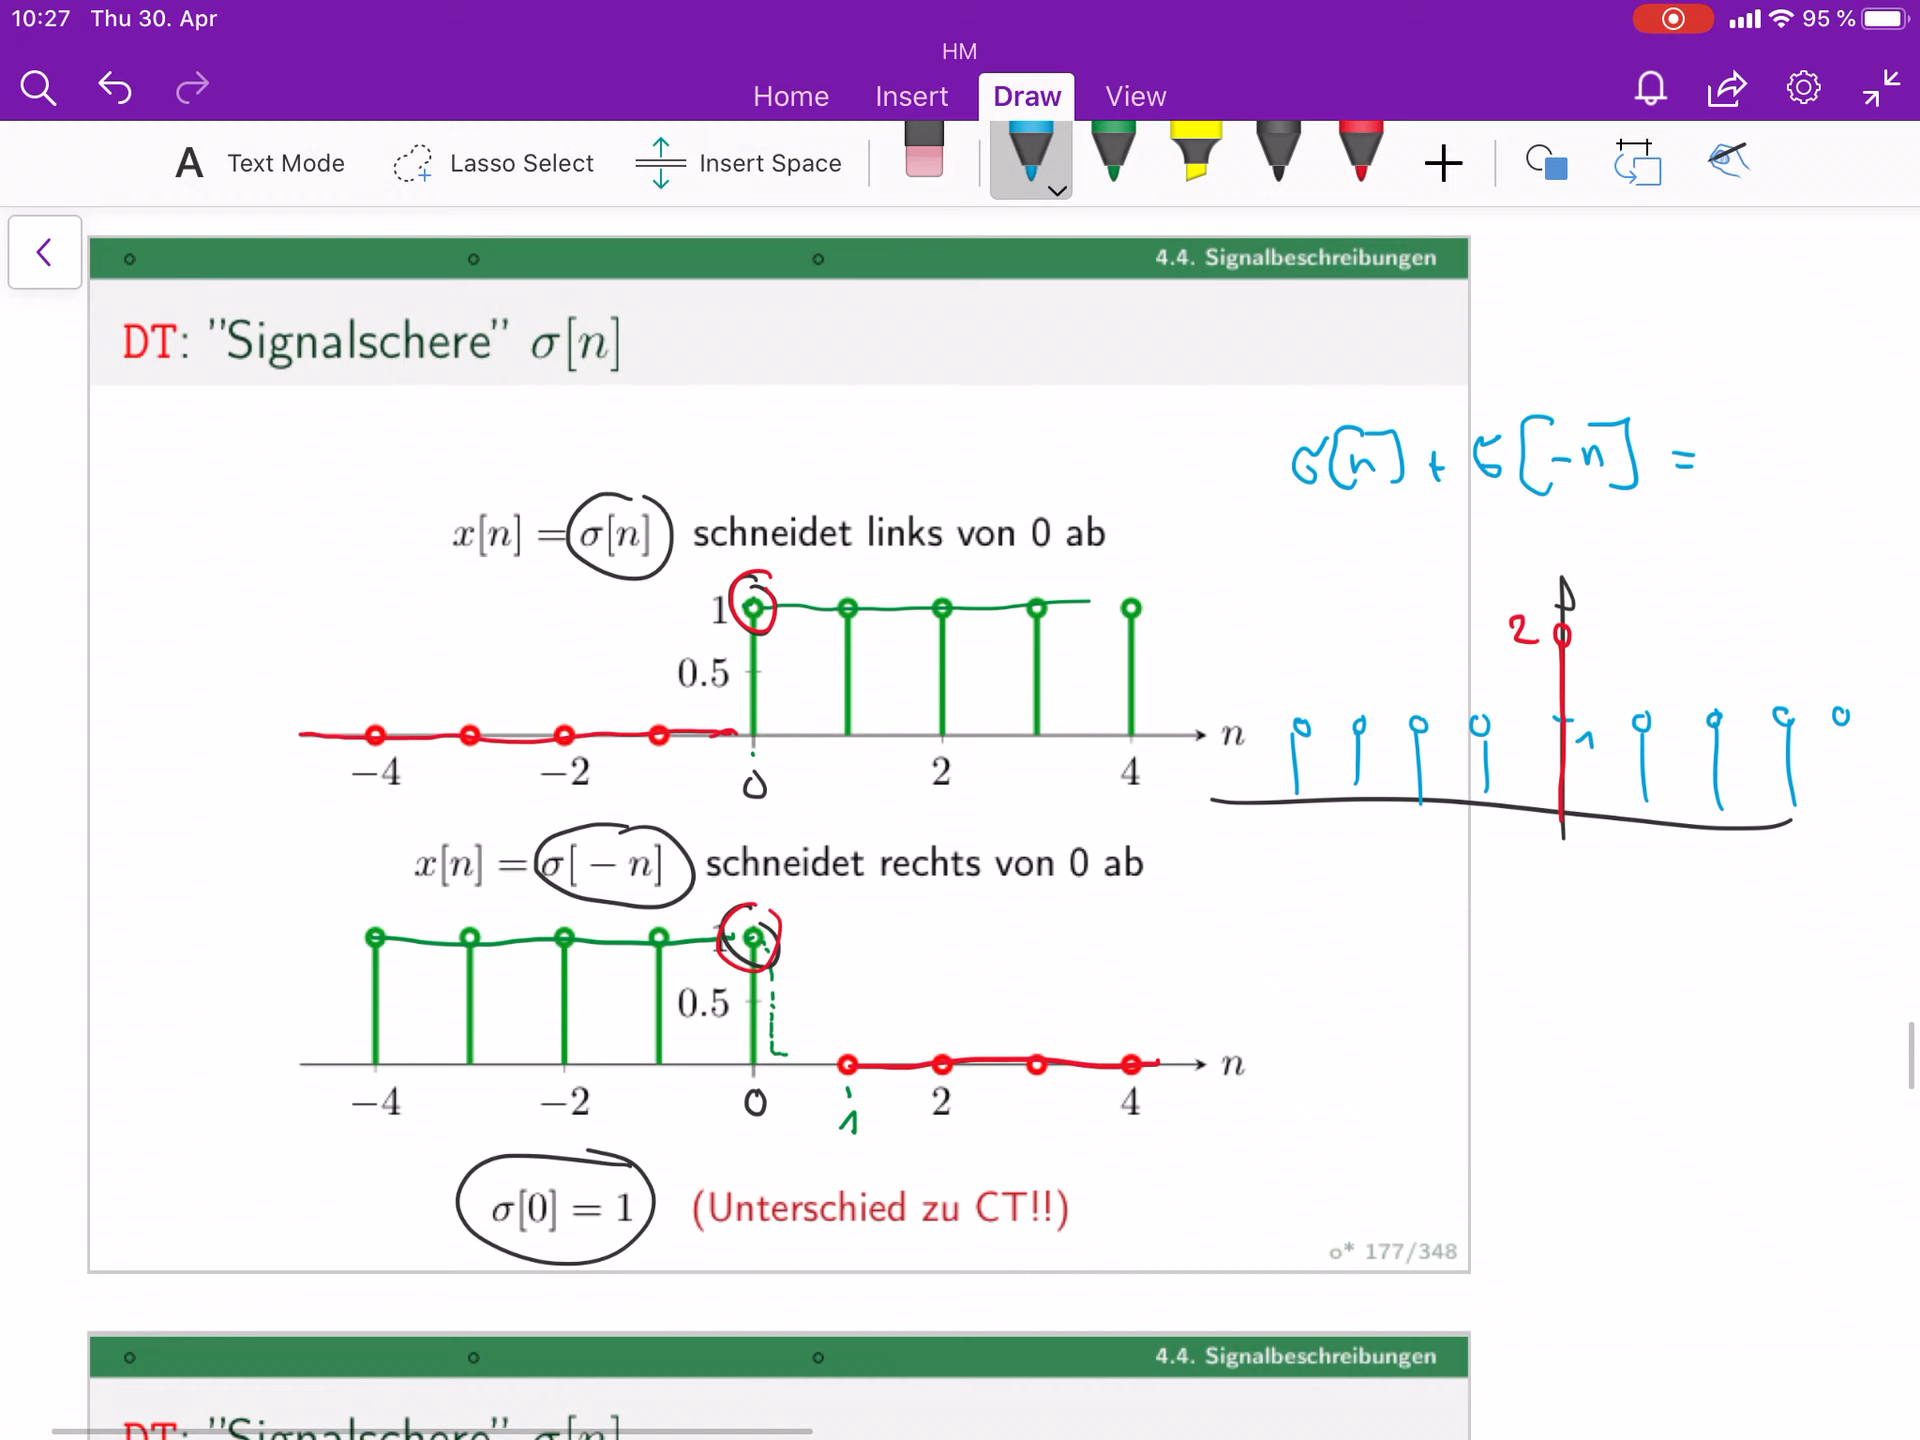 10:27 Thu 30. Apr 95 %
HM
Home Insert Draw View
A Text Mode Lasso Select Insert Space
4.4. Signalbeschreibungen
DT: "Signalschere" σ[n]
σ[n] + σ[-n] =
x[n] = σ[n] schneidet links von 0 ab
1
0.5
n
−4 −2 0 2 4
2
1
x[n] = σ[ − n] schneidet rechts von 0 ab
1
0.5
n
−4 −2 0 1 2 4
σ[0] = 1 (Unterschied zu CT!!)
o* 177/348
4.4. Signalbeschreibungen
DT: "Signalschere" σ[n]